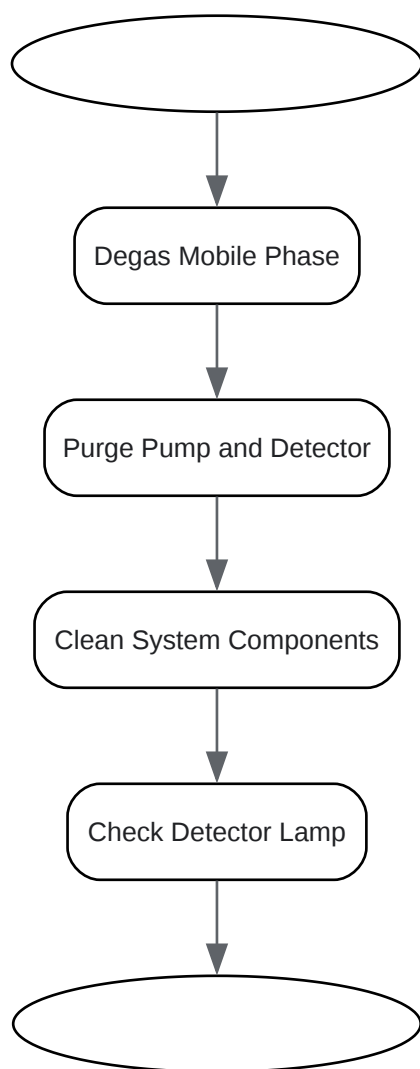 Degas Mobile Phase
Purge Pump and Detector
Clean System Components
Check Detector Lamp